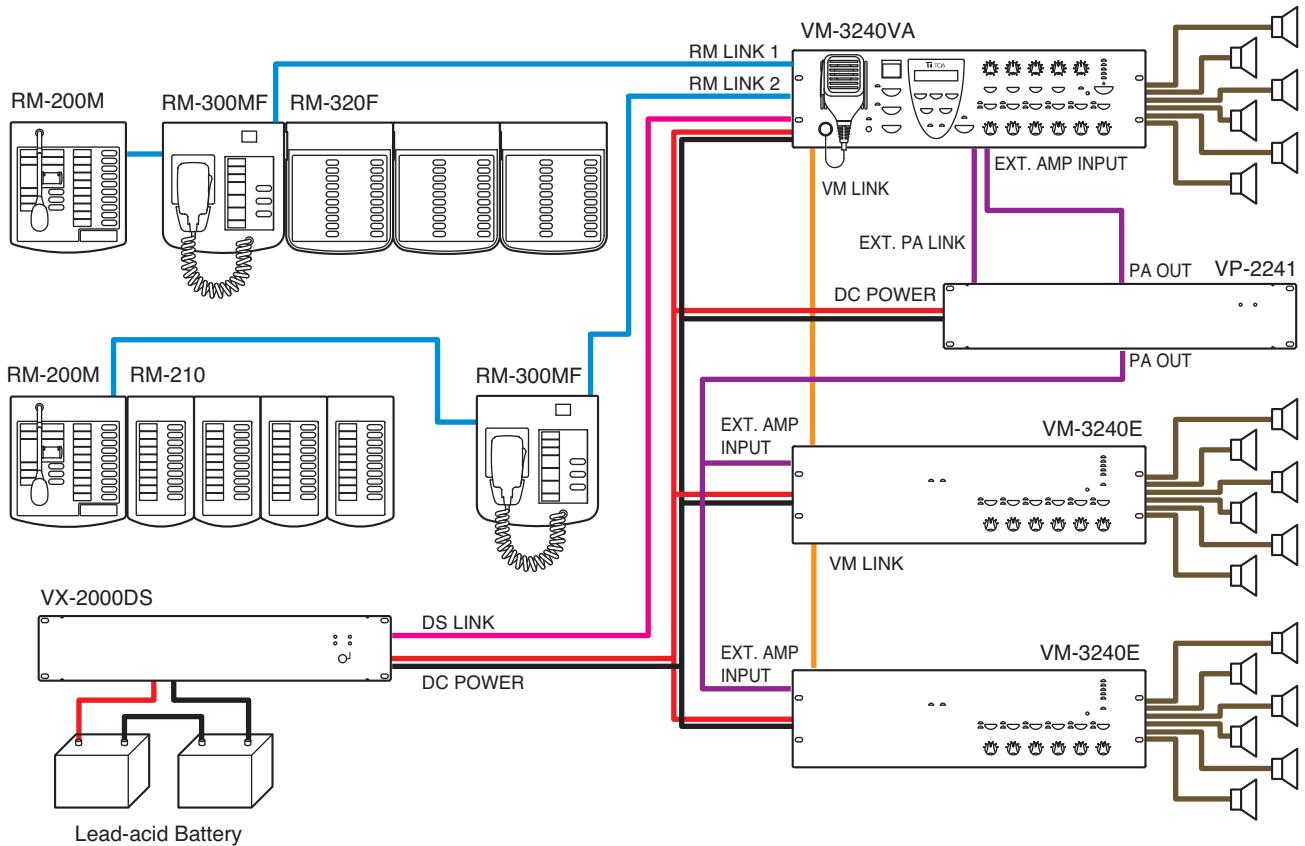 VM-3240VA
RM LINK 1
RM LINK 2
RM-200M
RM-300MF
RM-320F
TOA
VM LINK
EXT. AMP INPUT
EXT. PA LINK
PA OUT
VP-2241
DC POWER
PA OUT
RM-200M
RM-210
RM-300MF
EXT. AMP
INPUT
VM-3240E
VM LINK
VX-2000DS
DS LINK
DC POWER
EXT. AMP
INPUT
VM-3240E
Lead-acid Battery